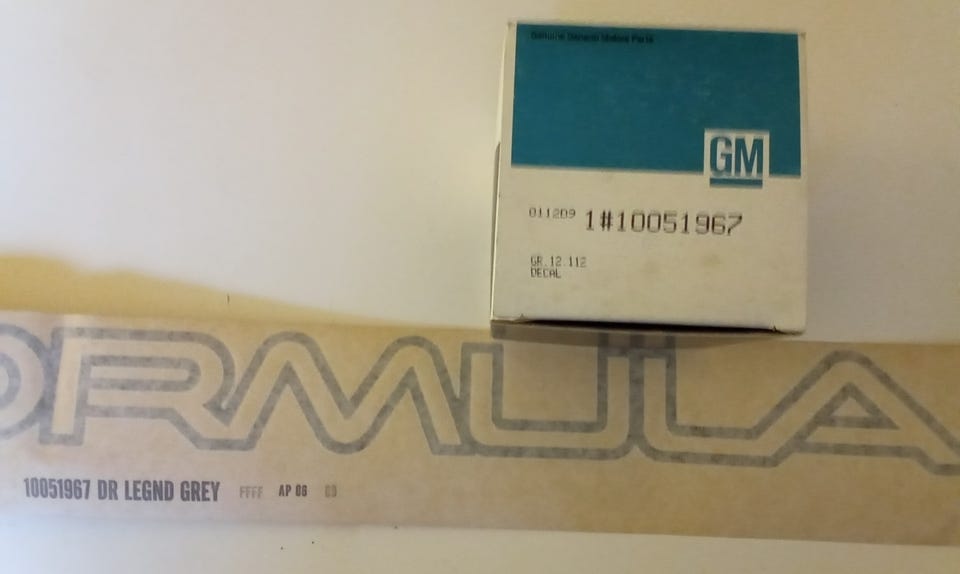 Genuine General Motors Parts
GM
011209 1#10051967
GR.12.112
DECAL
ORMULA
10051967 DR LEGND GREY FFFF AP 06